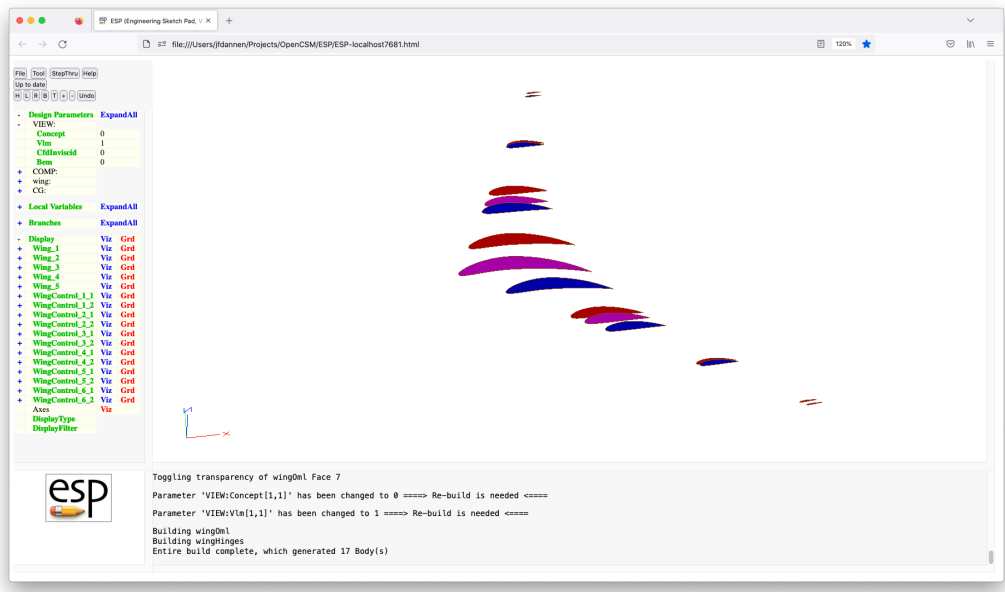 ESP (Engineering Sketch Pad, V
file:///Users/jfdannen/Projects/OpenCSM/ESP/ESP-localhost7681.html
120%
File Tool StepThru Help
Up to date
H L R B T + - Undo
- Design Parameters ExpandAll
- VIEW:
Concept 0
Vlm 1
CfdInviscid 0
Bem 0
+ COMP:
+ wing:
+ CG:
+ Local Variables ExpandAll
+ Branches ExpandAll
- Display Viz Grd
+ Wing_1 Viz Grd
+ Wing_2 Viz Grd
+ Wing_3 Viz Grd
+ Wing_4 Viz Grd
+ Wing_5 Viz Grd
+ WingControl_1_1 Viz Grd
+ WingControl_1_2 Viz Grd
+ WingControl_2_1 Viz Grd
+ WingControl_2_2 Viz Grd
+ WingControl_3_1 Viz Grd
+ WingControl_3_2 Viz Grd
+ WingControl_4_1 Viz Grd
+ WingControl_4_2 Viz Grd
+ WingControl_5_1 Viz Grd
+ WingControl_5_2 Viz Grd
+ WingControl_6_1 Viz Grd
+ WingControl_6_2 Viz Grd
Axes Viz
DisplayType
DisplayFilter
esp
Toggling transparency of wingOml Face 7
Parameter 'VIEW:Concept[1,1]' has been changed to 0 ====> Re-build is needed <====
Parameter 'VIEW:Vlm[1,1]' has been changed to 1 ====> Re-build is needed <====
Building wingOml
Building wingHinges
Entire build complete, which generated 17 Body(s)